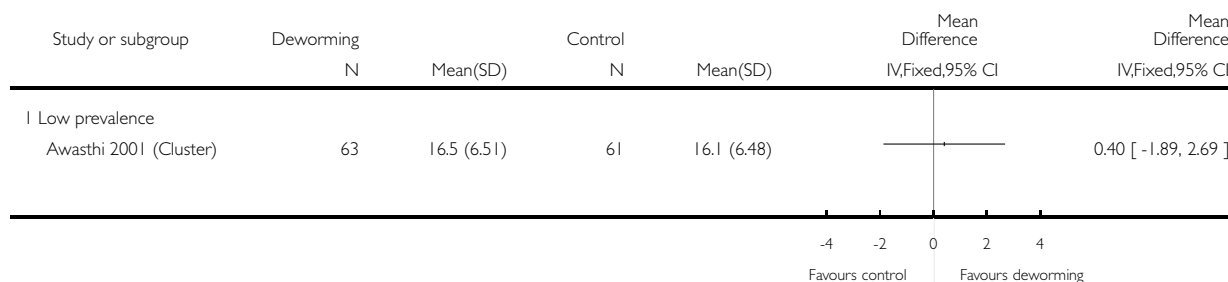 Study or subgroup Deworming Control Mean Difference Mean Difference
N Mean(SD) N Mean(SD) IV,Fixed,95% CI IV,Fixed,95% CI
1 Low prevalence
Awasthi 2001 (Cluster) 63 16.5 (6.51) 61 16.1 (6.48) 0.40 [ -1.89, 2.69 ]
-4 -2 0 2 4
Favours control Favours deworming